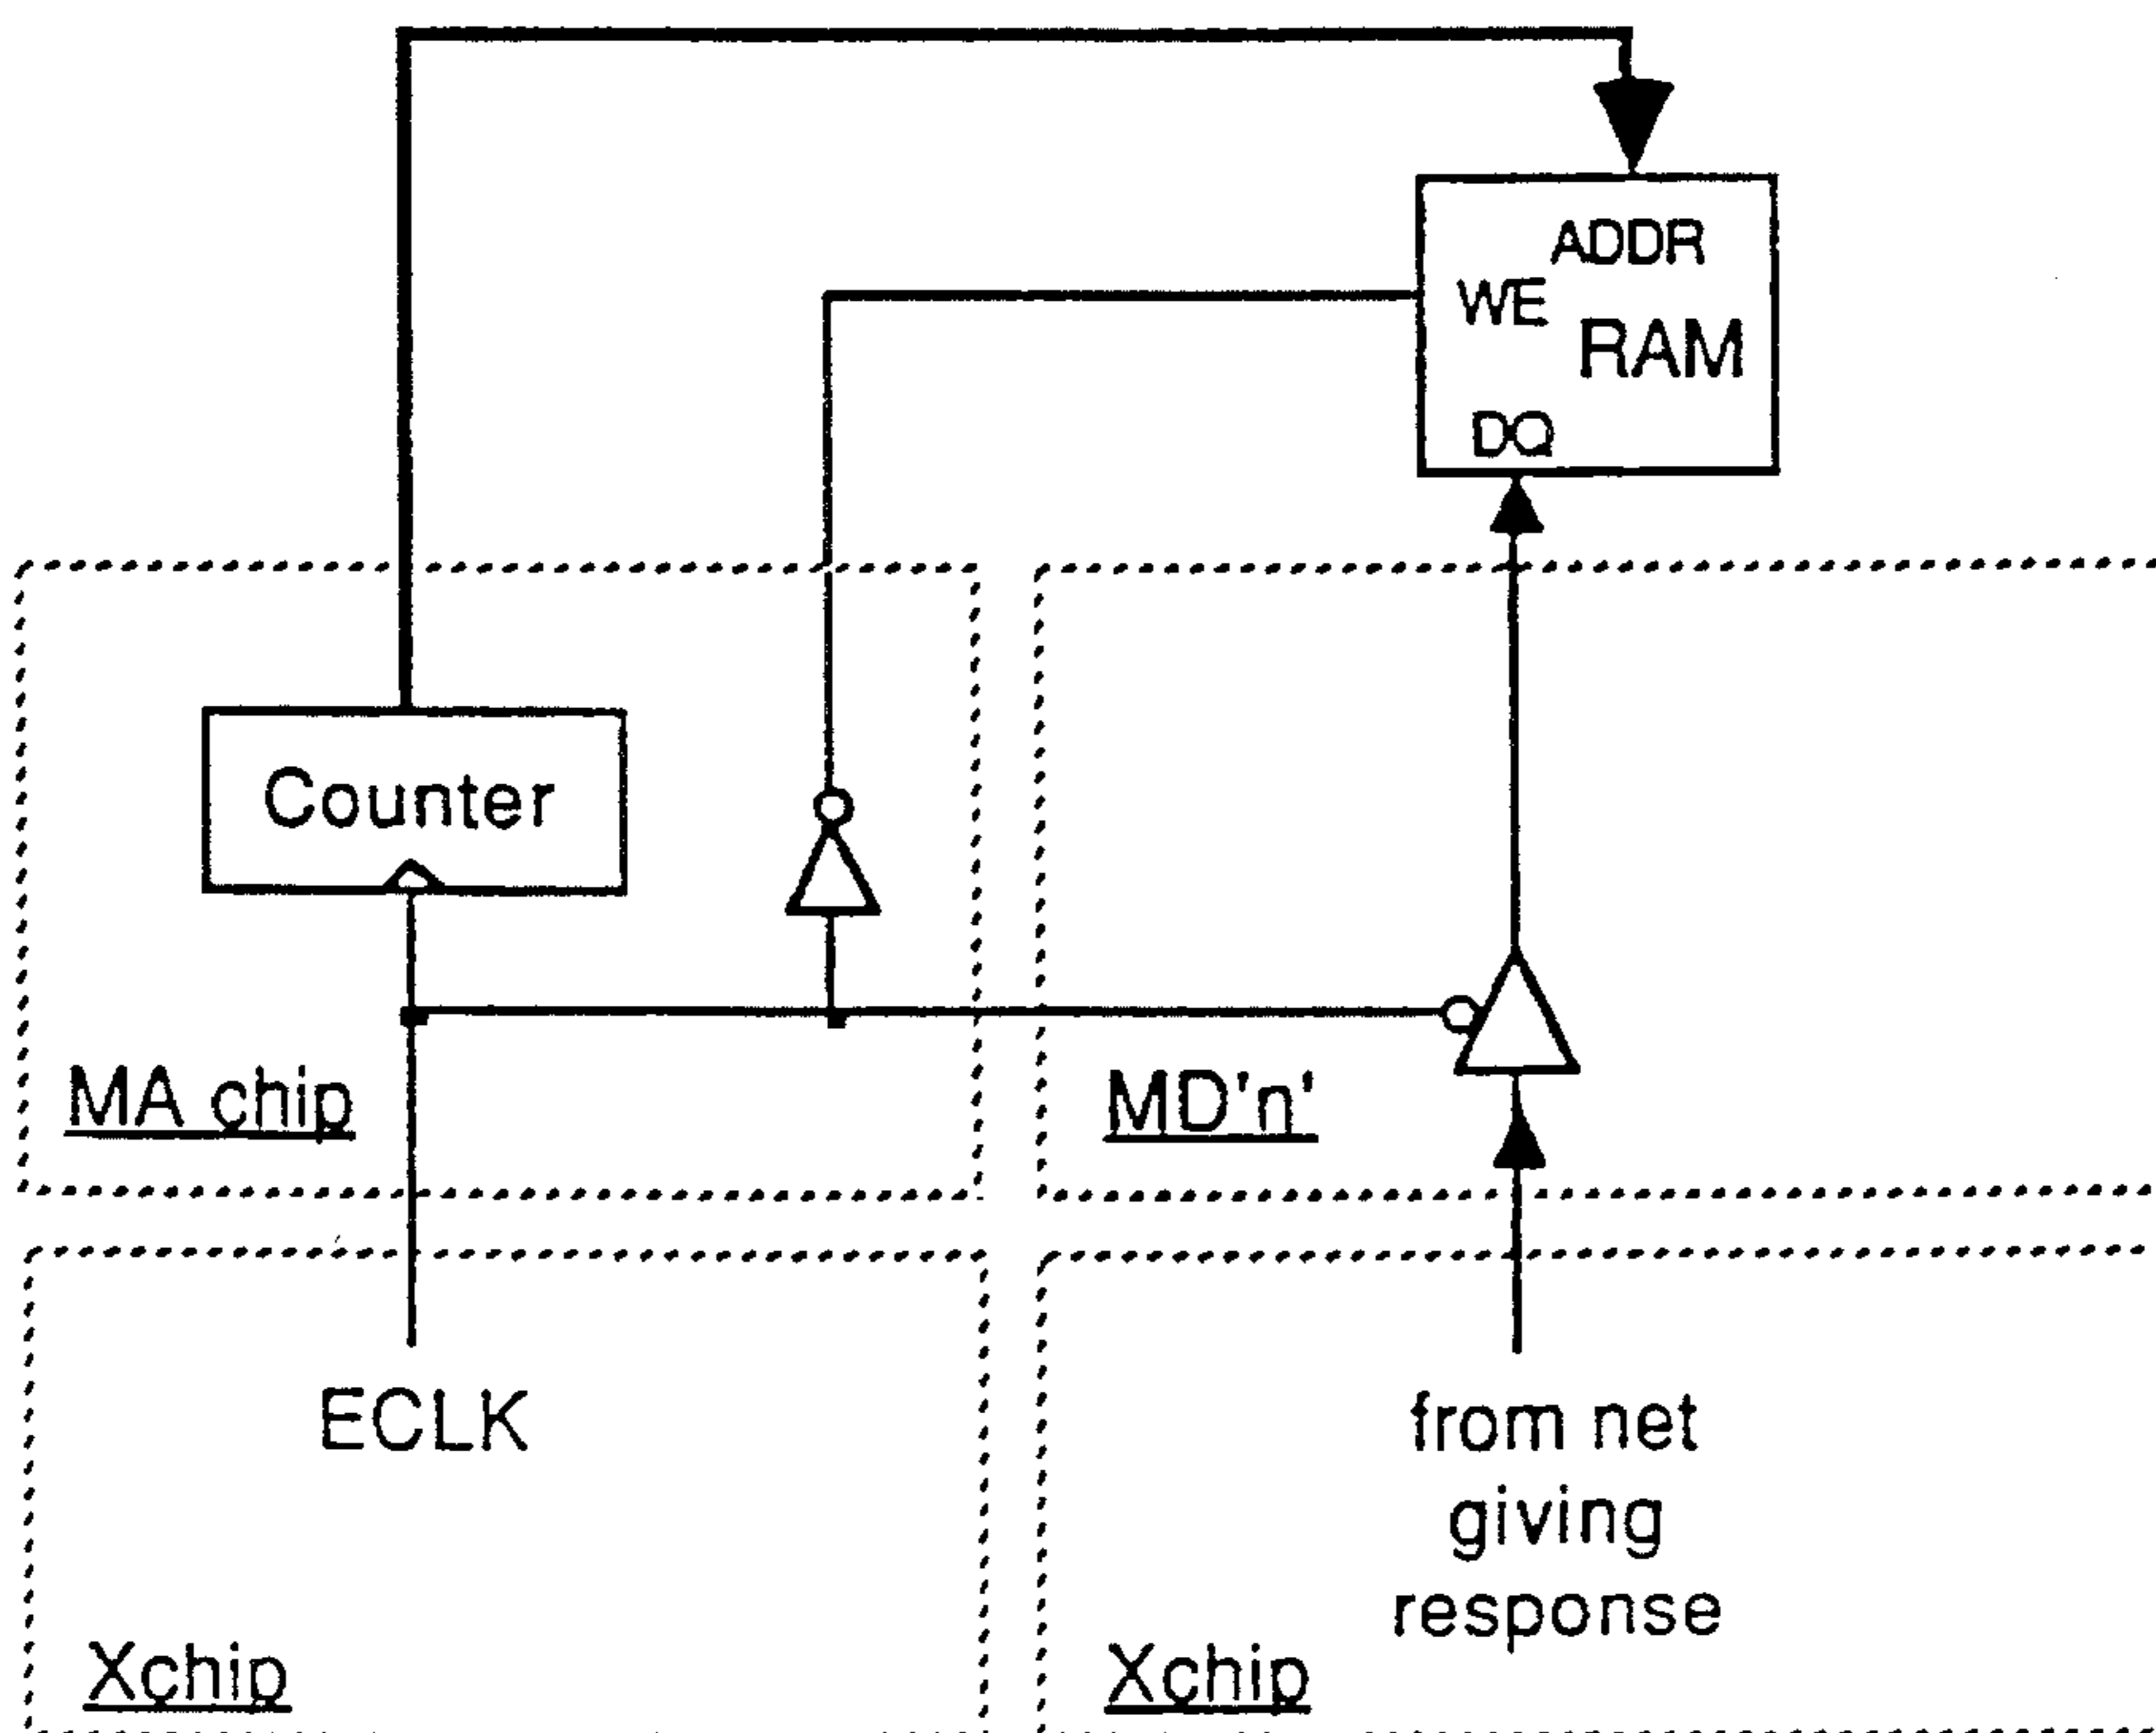 ADDR
WE
RAM
DQ
Counter
MA chip
MD'n'
ECLK
from net
giving
response
Xchip
Xchip